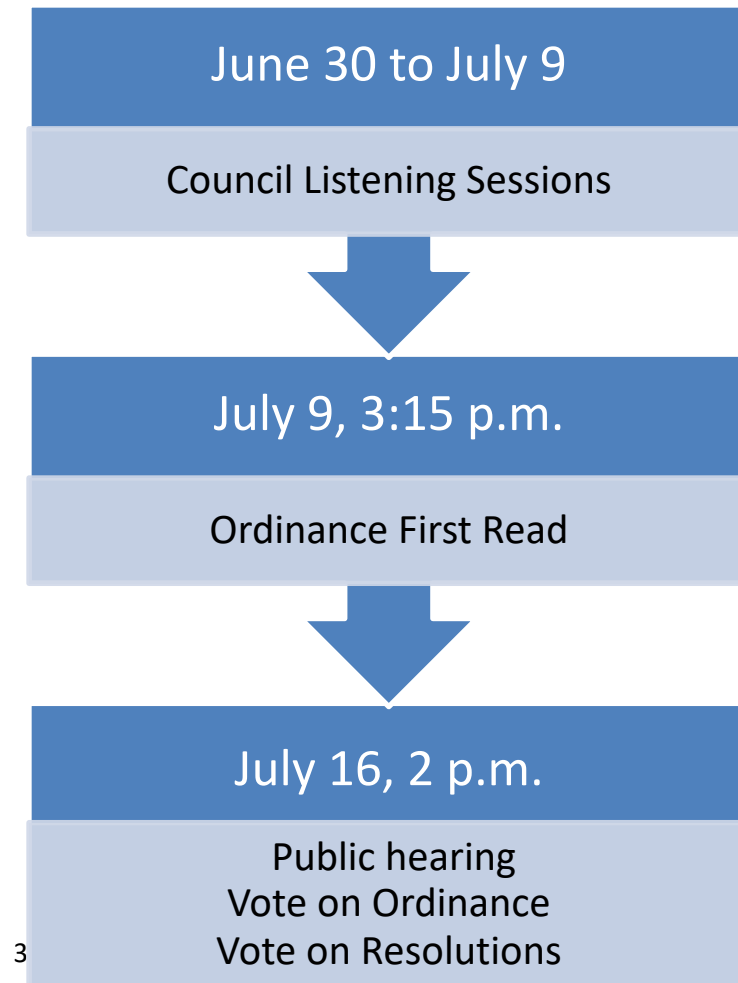 June 30 to July 9
Council Listening Sessions
July 9, 3:15 p.m.
Ordinance First Read
July 16, 2 p.m.
Public hearing
Vote on Ordinance
Vote on Resolutions
3